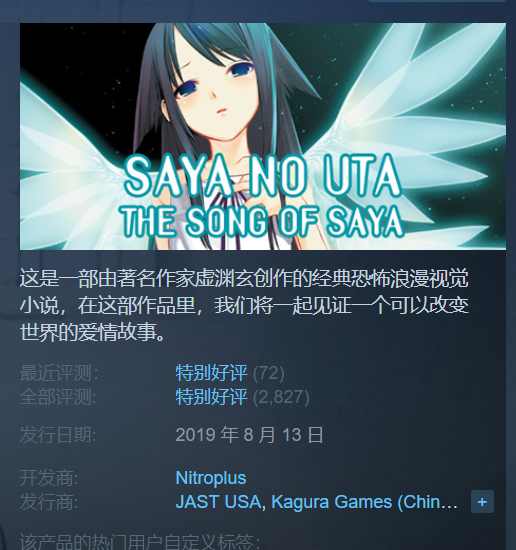 SAYA NO UTA
THE SONG OF SAYA
这是一部由著名作家虚渊玄创作的经典恐怖浪漫视觉
小说，在这部作品里，我们将一起见证一个可以改变
世界的爱情故事。
最近评测： 特别好评 (72)
全部评测: 特别好评 (2,827)
发行日期: 2019 年 8 月 13 日
开发商: Nitroplus
发行商: JAST USA, Kagura Games (Chin... +
该产品的热门用户自定义标签：